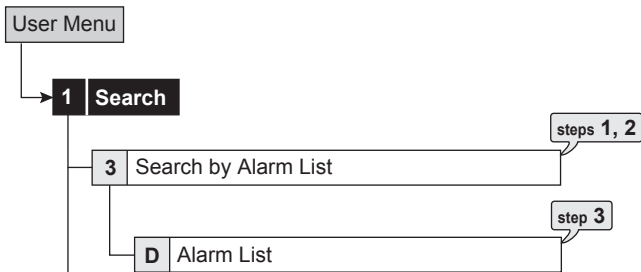 User Menu
1 Search
steps 1, 2
3 Search by Alarm List
step 3
D Alarm List